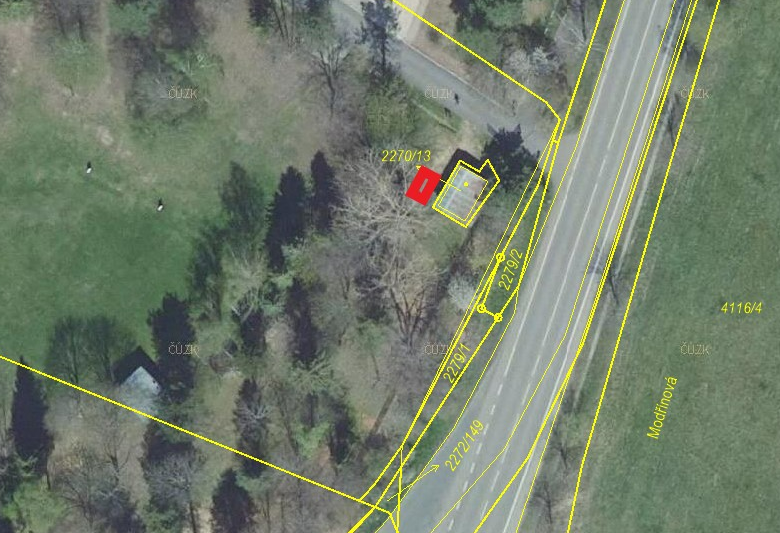 ČÚZK
ČÚZK
ČÚZK
2270/13
2279/2
4116/4
ČÚZK
ČÚZK
ČÚZK
2279/1
Modřínová
2272/149